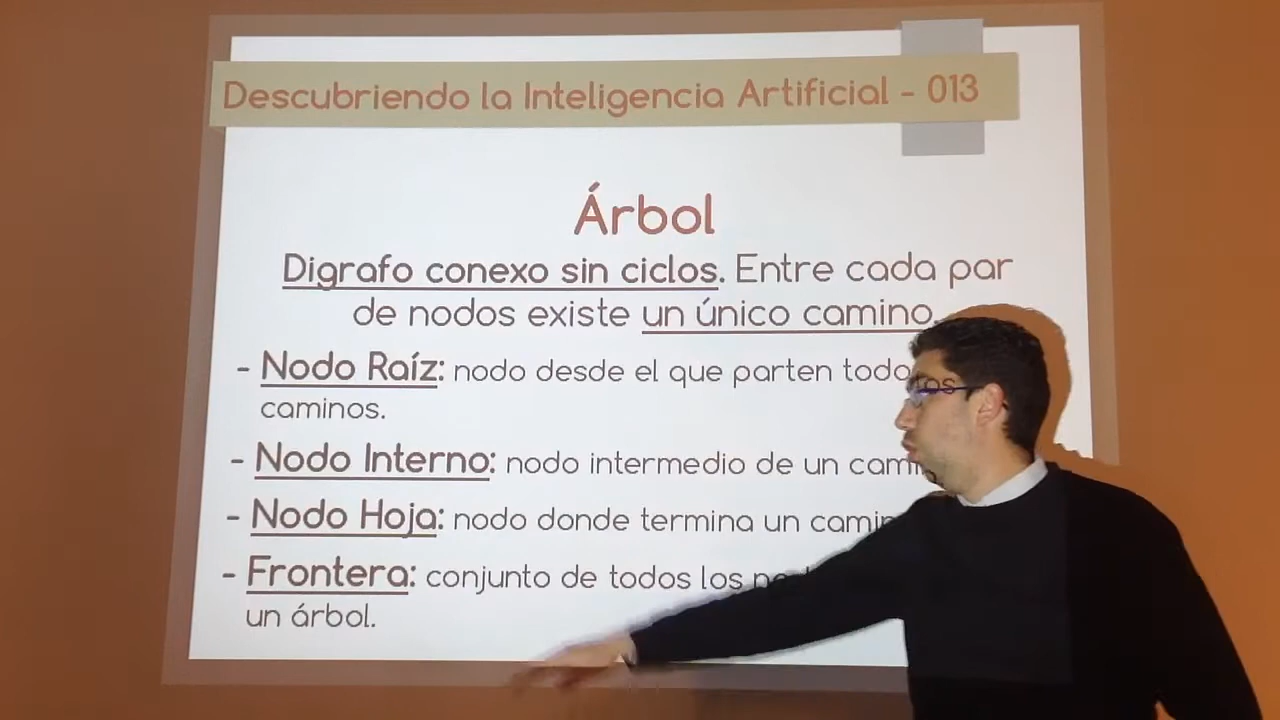 Descubriendo la Inteligencia Artificial - 013
Árbol
Digrafo conexo sin ciclos. Entre cada par
de nodos existe un único camino.
- Nodo Raíz: nodo desde el que parten todos los
caminos.
- Nodo Interno: nodo intermedio de un
- Nodo Hoja: nodo donde termina un
- Frontera: conjunto de todos los
un árbol.